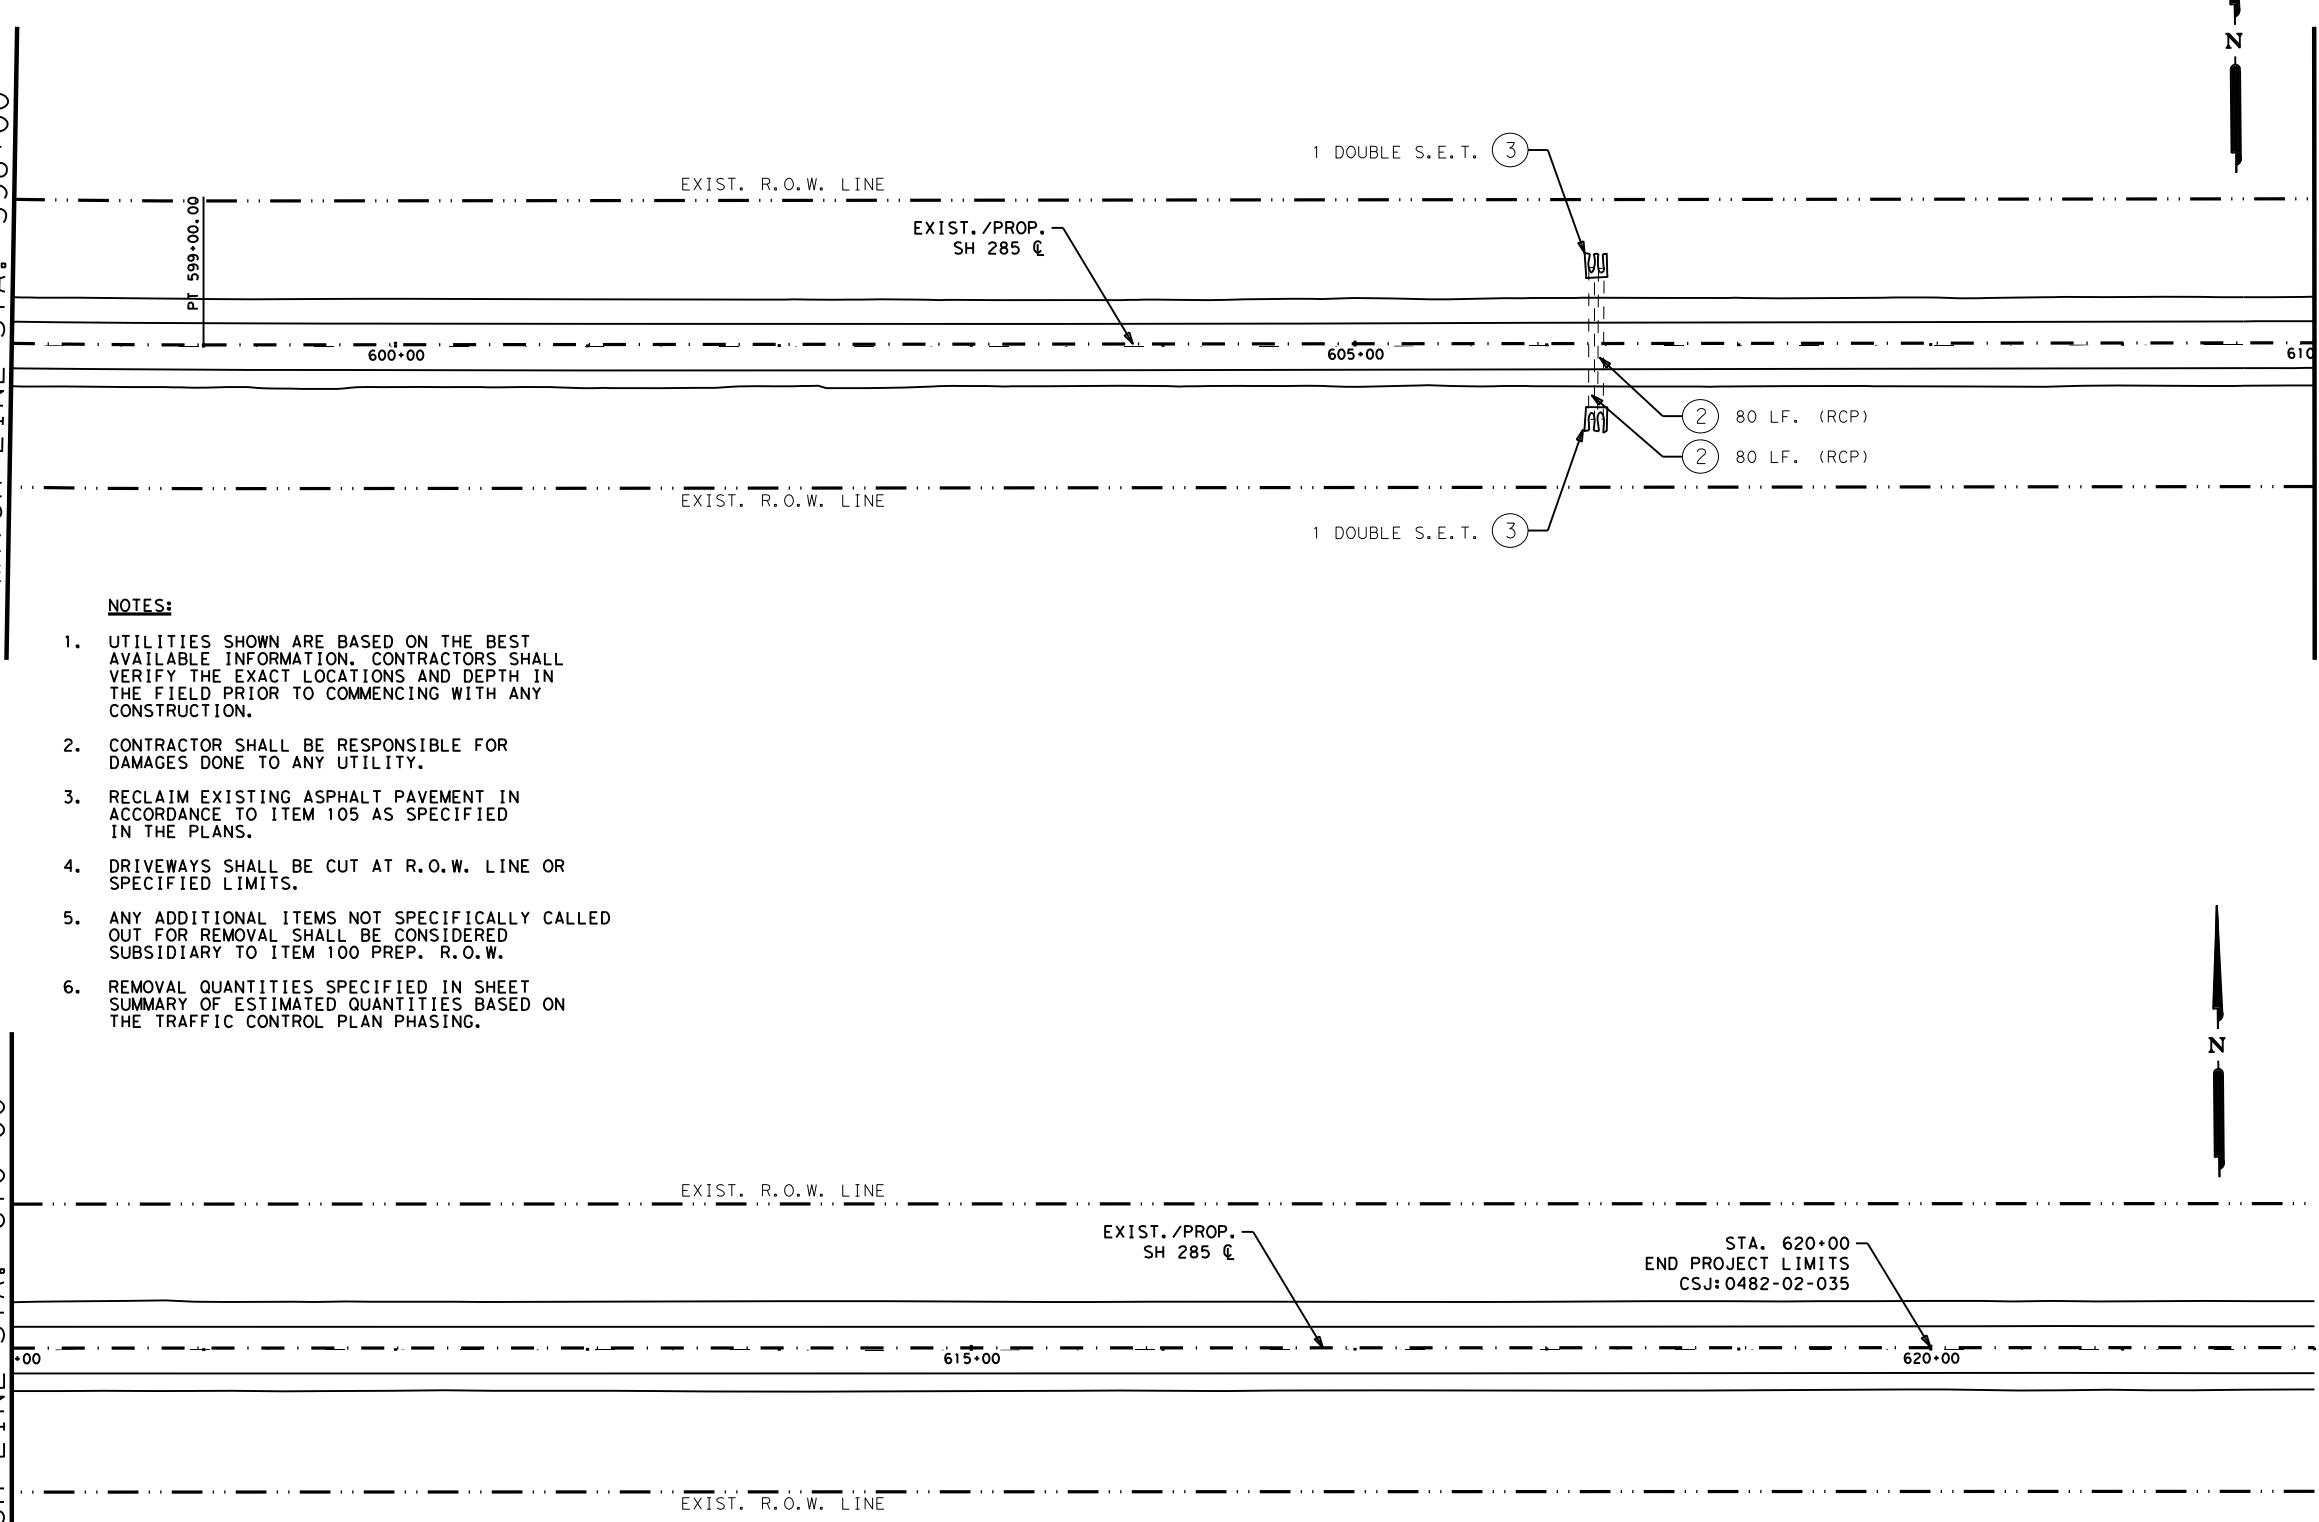 N
1 DOUBLE S.E.T. 3
EXIST. R.O.W. LINE
PT 599+00.00
EXIST./PROP.
SH 285 ℄
600+00
605+00
610
2 80 LF. (RCP)
2 80 LF. (RCP)
EXIST. R.O.W. LINE
1 DOUBLE S.E.T. 3
NOTES:
1. UTILITIES SHOWN ARE BASED ON THE BEST
AVAILABLE INFORMATION. CONTRACTORS SHALL
VERIFY THE EXACT LOCATIONS AND DEPTH IN
THE FIELD PRIOR TO COMMENCING WITH ANY
CONSTRUCTION.
2. CONTRACTOR SHALL BE RESPONSIBLE FOR
DAMAGES DONE TO ANY UTILITY.
3. RECLAIM EXISTING ASPHALT PAVEMENT IN
ACCORDANCE TO ITEM 105 AS SPECIFIED
IN THE PLANS.
4. DRIVEWAYS SHALL BE CUT AT R.O.W. LINE OR
SPECIFIED LIMITS.
5. ANY ADDITIONAL ITEMS NOT SPECIFICALLY CALLED
OUT FOR REMOVAL SHALL BE CONSIDERED
SUBSIDIARY TO ITEM 100 PREP. R.O.W.
6. REMOVAL QUANTITIES SPECIFIED IN SHEET
SUMMARY OF ESTIMATED QUANTITIES BASED ON
THE TRAFFIC CONTROL PLAN PHASING.
N
EXIST. R.O.W. LINE
EXIST./PROP.
SH 285 ℄
STA. 620+00
END PROJECT LIMITS
CSJ:0482-02-035
+00
615+00
620+00
EXIST. R.O.W. LINE